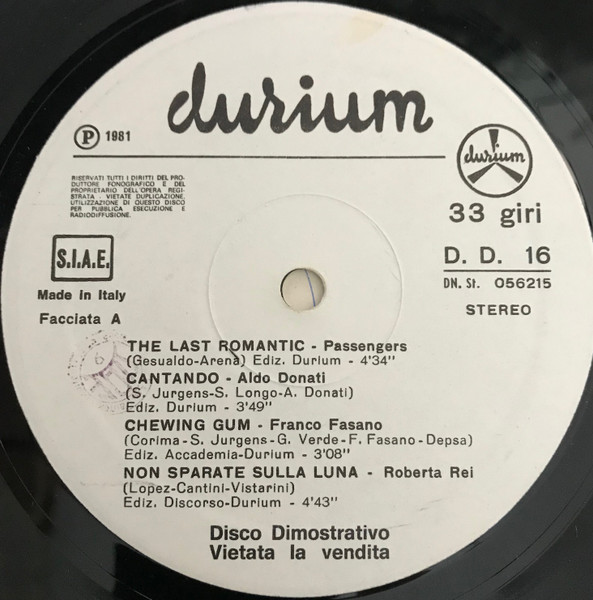 durium
P 1981
RISERVATI TUTTI I DIRITTI DEL PRO-
DUTTORE FONOGRAFICO E DEL
PROPRIETARIO DELL'OPERA REGI-
STRATA - VIETATE DUPLICAZIONE,
UTILIZZAZIONE DI QUESTO DISCO
PER PUBBLICA ESECUZIONE E
RADIODIFFUSIONE.
durium
33 giri
S.I.A.E.
D. D. 16
DN. St. 056215
Made in Italy
STEREO
Facciata A
THE LAST ROMANTIC - Passengers
(Gesualdo-Arena) Ediz. Durium - 4'34"
CANTANDO - Aldo Donati
(S. Jurgens-S. Longo-A. Donati)
Ediz. Durium - 3'49"
CHEWING GUM - Franco Fasano
(Corima-S. Jurgens-G. Verde-F. Fasano-Depsa)
Ediz. Accademia-Durium - 3'08"
NON SPARATE SULLA LUNA - Roberta Rei
(Lopez-Cantini-Vistarini)
Ediz. Discorso-Durium - 4'43"
Disco Dimostrativo
Vietata la vendita